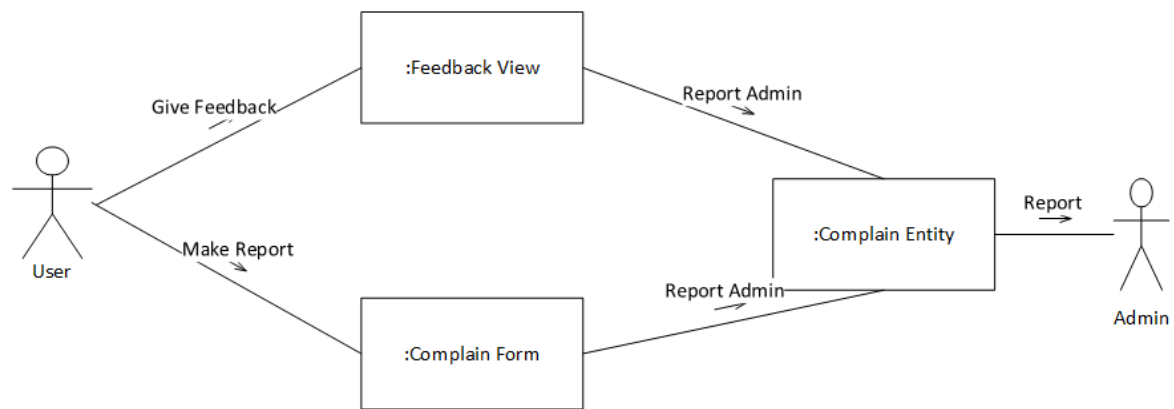 :Feedback View
Give Feedback
Report Admin
User
Make Report
:Complain Entity
Report
Admin
Report Admin
:Complain Form